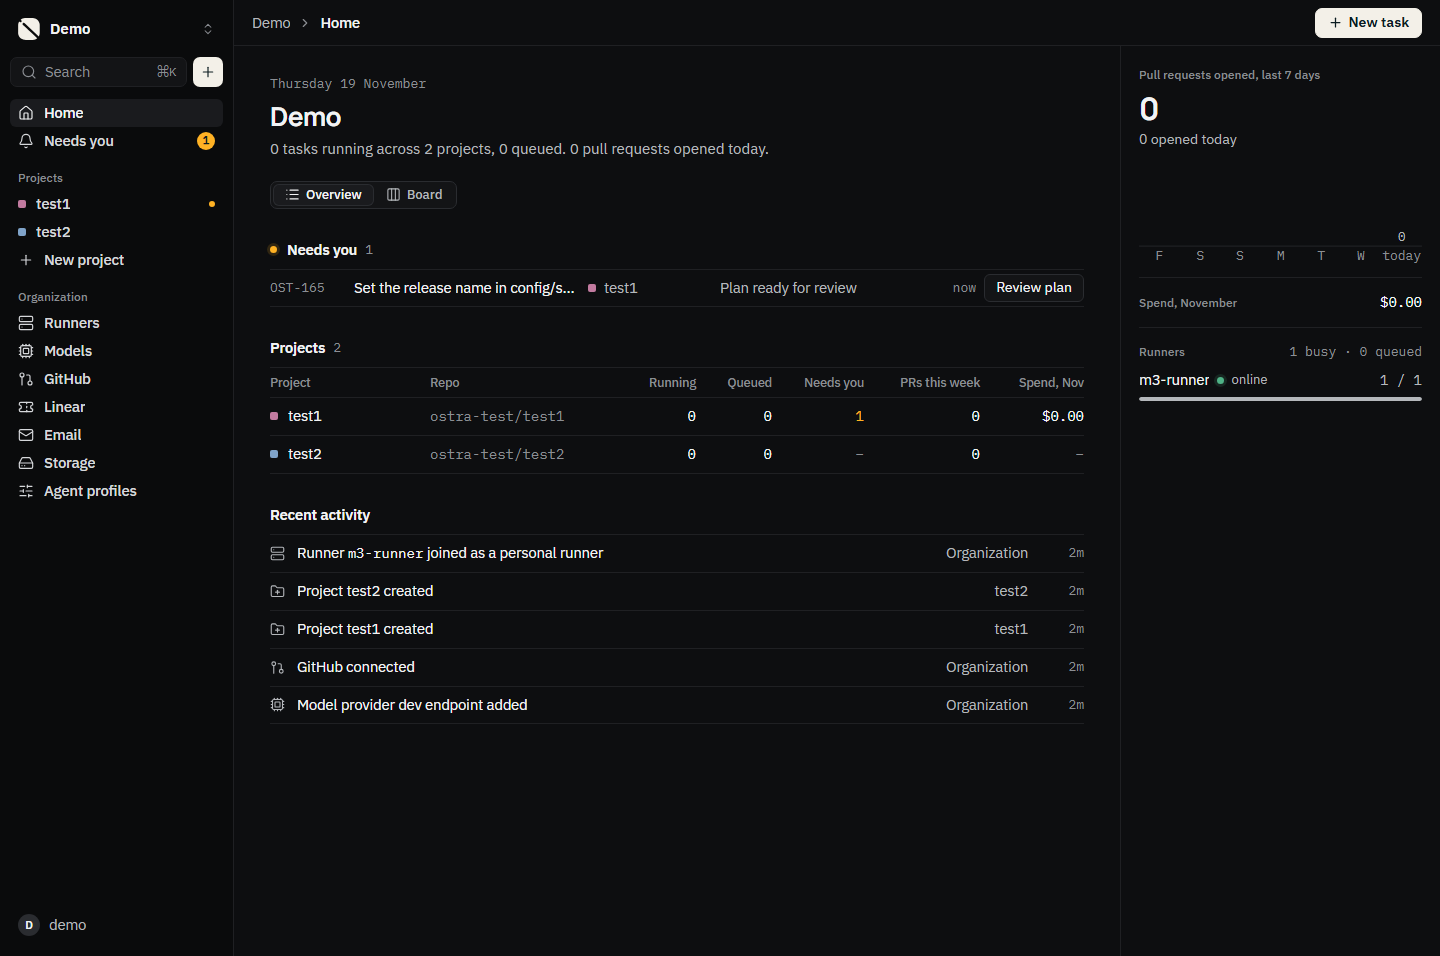 Demo
Search ⌘K
Home
Needs you 1
Projects
test1
test2
New project
Organization
Runners
Models
GitHub
Linear
Email
Storage
Agent profiles
D demo
Demo > Home
New task
Thursday 19 November
Demo
0 tasks running across 2 projects, 0 queued. 0 pull requests opened today.
Overview Board
Needs you 1
OST-165 Set the release name in config/s... test1 Plan ready for review now Review plan
Projects 2
Project Repo Running Queued Needs you PRs this week Spend, Nov
test1 ostra-test/test1 0 0 1 0 $0.00
test2 ostra-test/test2 0 0 – 0 –
Recent activity
Runner m3-runner joined as a personal runner Organization 2m
Project test2 created test2 2m
Project test1 created test1 2m
GitHub connected Organization 2m
Model provider dev endpoint added Organization 2m
Pull requests opened, last 7 days
0
0 opened today
0
F S S M T W today
Spend, November $0.00
Runners 1 busy · 0 queued
m3-runner online 1 / 1